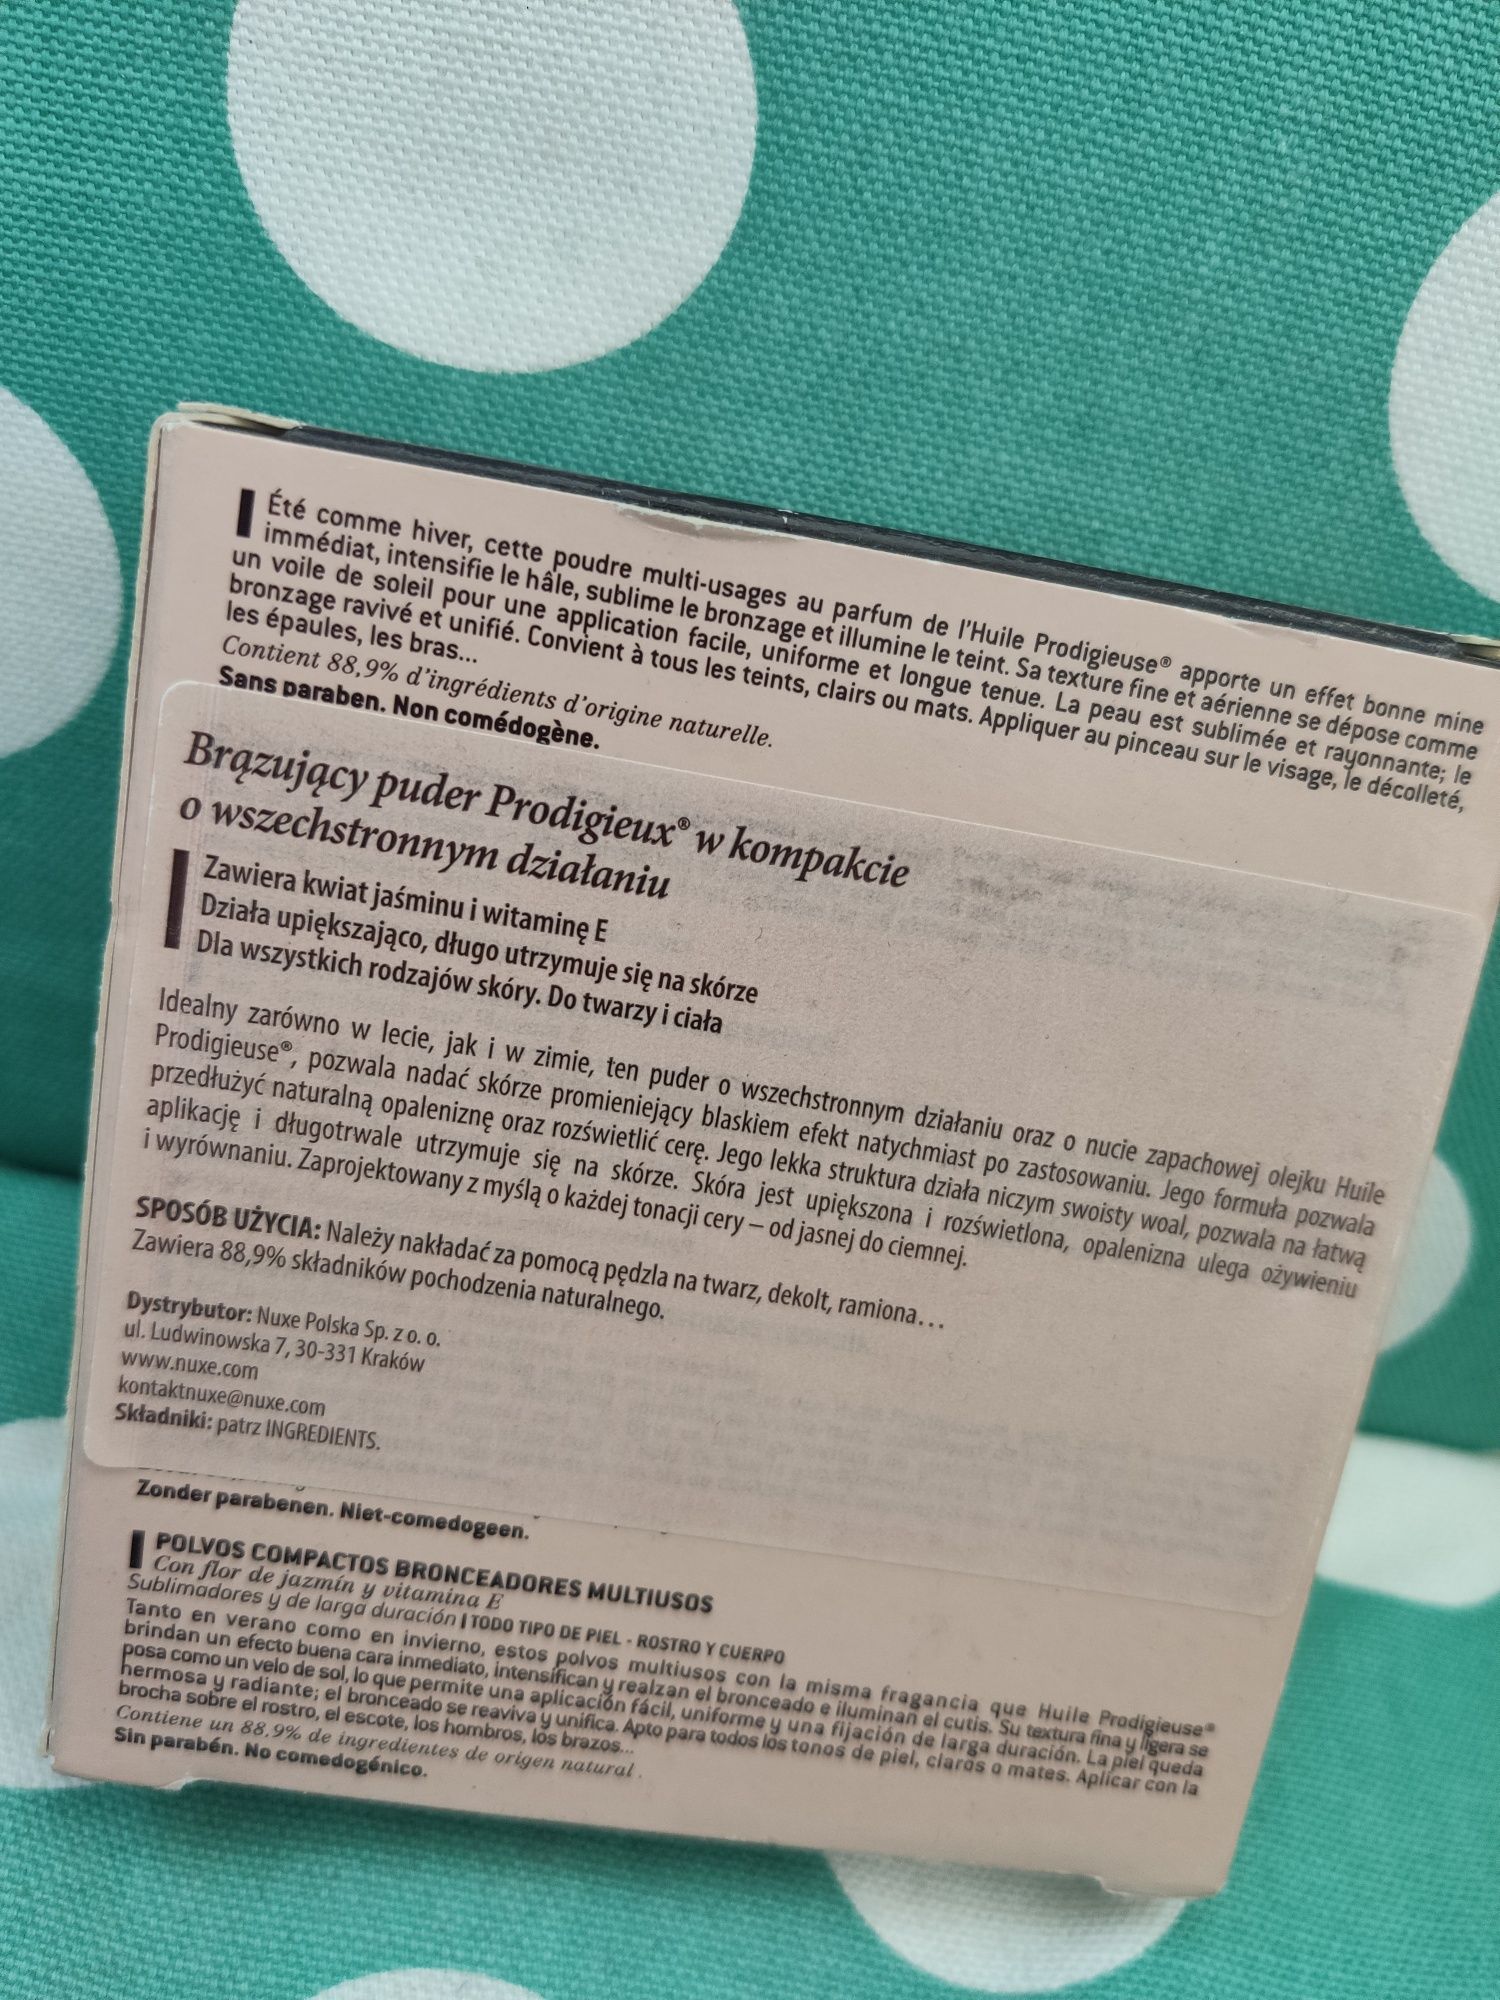 Été comme hiver, cette poudre multi-usages au parfum de l'Huile Prodigieuse® apporte un effet bonne mine
immédiat, intensifie le hâle, sublime le bronzage et illumine le teint. Sa texture fine et aérienne se dépose comme
un voile de soleil pour une application facile, uniforme et longue tenue. La peau est sublimée et rayonnante; le
bronzage ravivé et unifié. Convient à tous les teints, clairs ou mats. Appliquer au pinceau sur le visage, le décolleté,
les épaules, les bras...
Contient 88,9% d'ingrédients d'origine naturelle.
Sans paraben. Non comédogène.
Brązujący puder Prodigieux® w kompakcie
o wszechstronnym działaniu
Zawiera kwiat jaśminu i witaminę E
Działa upiększająco, długo utrzymuje się na skórze
Dla wszystkich rodzajów skóry. Do twarzy i ciała
Idealny zarówno w lecie, jak i w zimie, ten puder o wszechstronnym działaniu oraz o nucie zapachowej olejku Huile
Prodigieuse®, pozwala nadać skórze promieniejący blaskiem efekt natychmiast po zastosowaniu. Jego formuła pozwala
przedłużyć naturalną opaleniznę oraz rozświetlić cerę. Jego lekka struktura działa niczym swoisty woal, pozwala na łatwą
aplikację i długotrwale utrzymuje się na skórze. Skóra jest upiększona i rozświetlona, opalenizna ulega ożywieniu
i wyrównaniu. Zaprojektowany z myślą o każdej tonacji cery – od jasnej do ciemnej.
SPOSÓB UŻYCIA: Należy nakładać za pomocą pędzla na twarz, dekolt, ramiona...
Zawiera 88,9% składników pochodzenia naturalnego.
Dystrybutor: Nuxe Polska Sp. z o. o.
ul. Ludwinowska 7, 30-331 Kraków
www.nuxe.com
kontaktnuxe@nuxe.com
Składniki: patrz INGREDIENTS.
Zonder parabenen. Niet-comedogeen.
POLVOS COMPACTOS BRONCEADORES MULTIUSOS
Con flor de jazmín y vitamina E
Sublimadores y de larga duración | TODO TIPO DE PIEL - ROSTRO Y CUERPO
Tanto en verano como en invierno, estos polvos multiusos con la misma fragancia que Huile Prodigieuse®
brindan un efecto buena cara inmediato, intensifican y realzan el bronceado e iluminan el cutis. Su textura fina y ligera se
posa como un velo de sol, lo que permite una aplicación fácil, uniforme y una fijación de larga duración. La piel queda
hermosa y radiante; el bronceado se reaviva y unifica. Apto para todos los tonos de piel, claros o mates. Aplicar con la
brocha sobre el rostro, el escote, los hombros, los brazos...
Contiene un 88,9% de ingredientes de origen natural.
Sin parabén. No comedogénico.